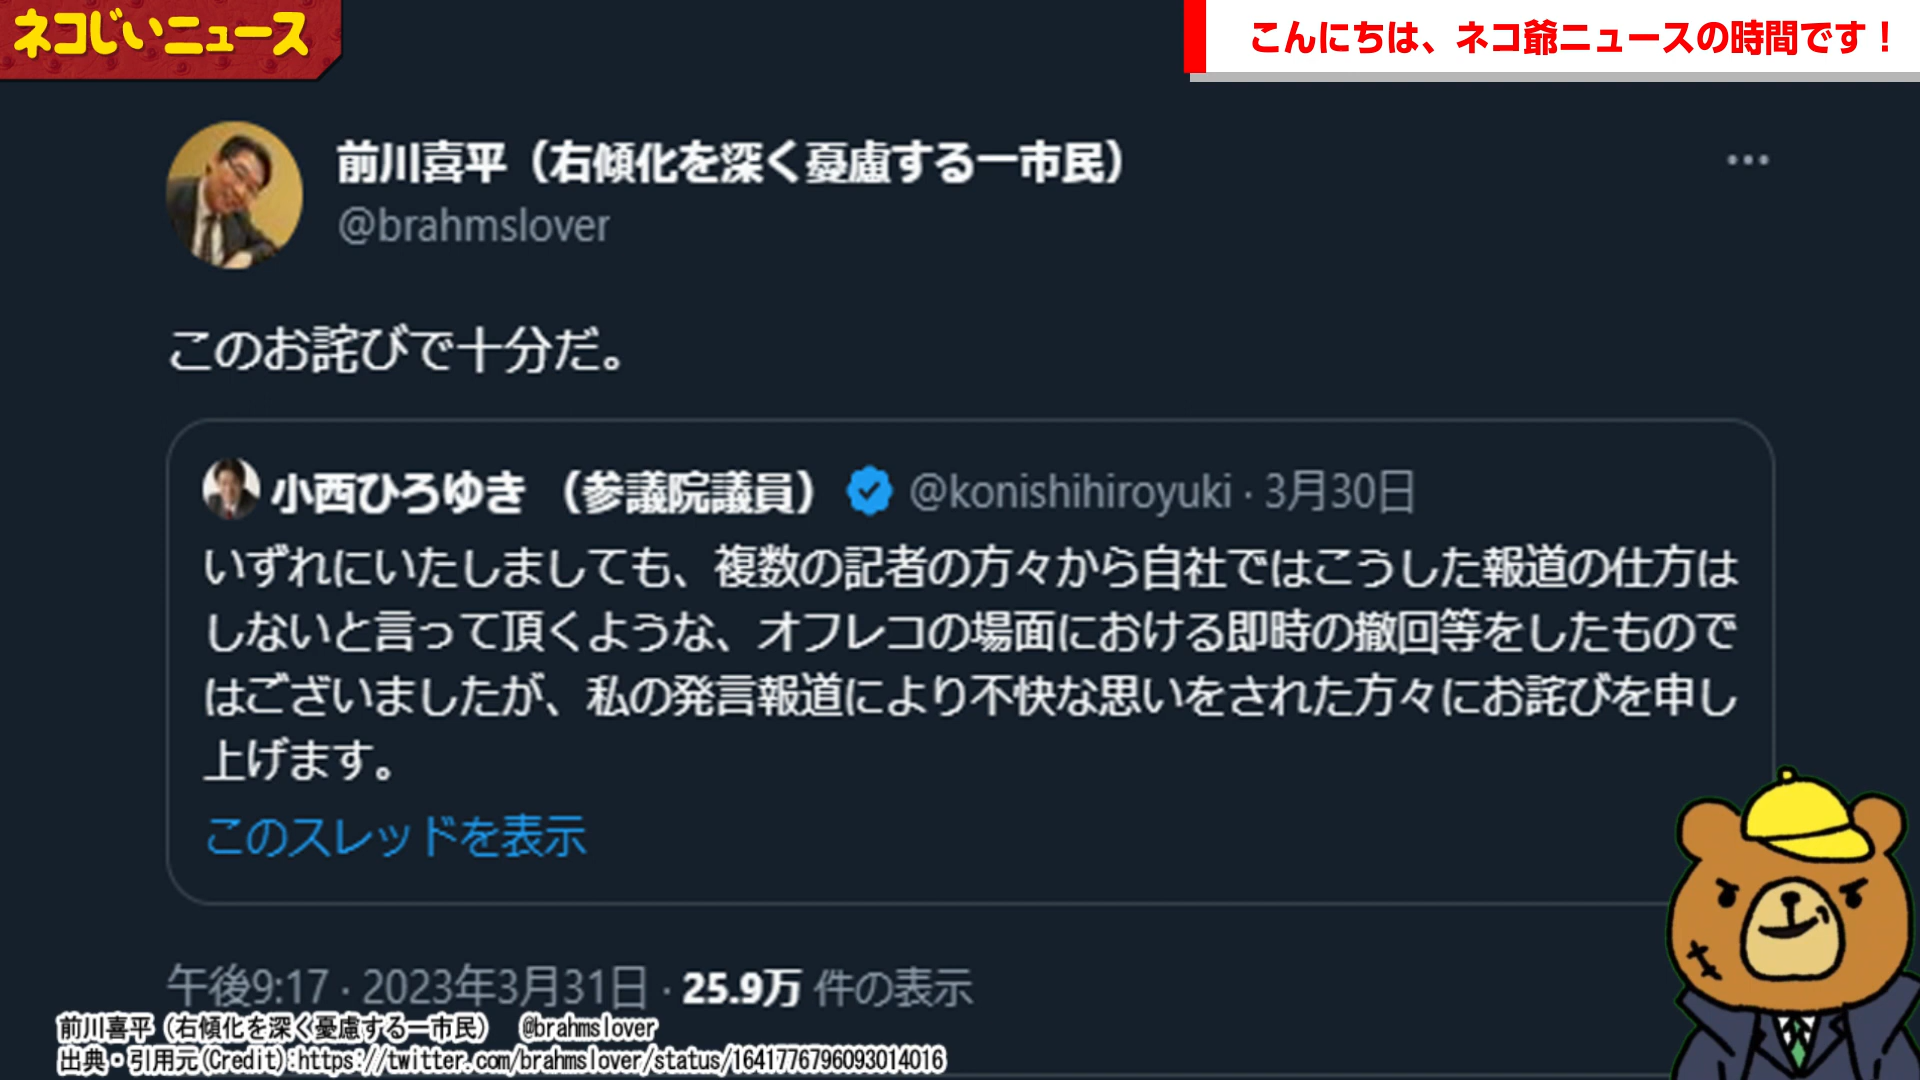 ネコじいニュース
こんにちは、ネコ爺ニュースの時間です！
前川喜平（右傾化を深く憂慮する一市民）
@brahmslover
このお詫びで十分だ。
小西ひろゆき （参議院議員） @konishihiroyuki · 3月30日
いずれにいたしましても、複数の記者の方々から自社ではこうした報道の仕方は
しないと言って頂くような、オフレコの場面における即時の撤回等をしたもので
はございましたが、私の発言報道により不快な思いをされた方々にお詫びを申し
上げます。
このスレッドを表示
午後9:17 · 2023年3月31日 · 25.9万 件の表示
前川喜平（右傾化を深く憂慮する一市民） @brahmslover
出典・引用元(Credit):https://twitter.com/brahmslover/status/1641776796093014016